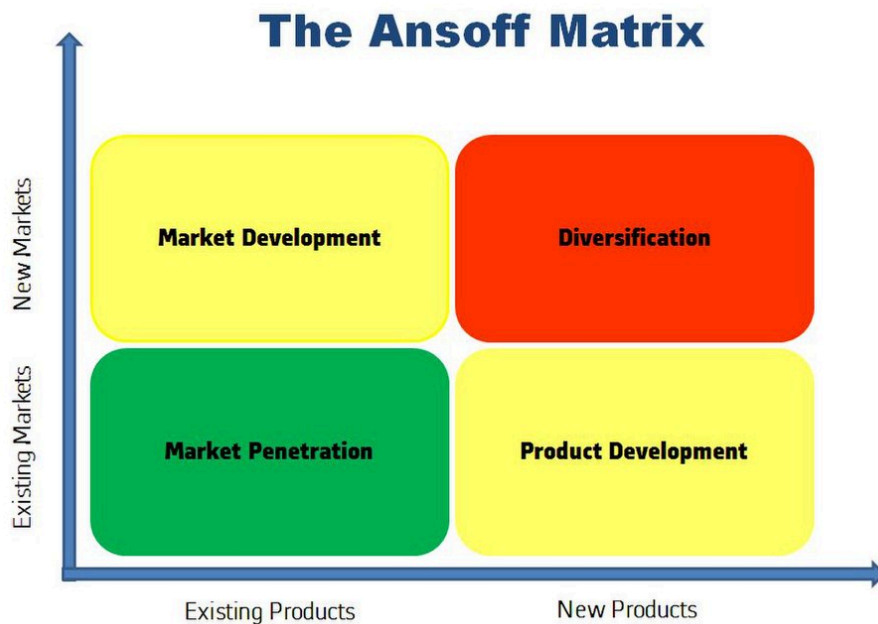 The Ansoff Matrix
New Markets
Market Development
Diversification
Existing Markets
Market Penetration
Product Development
Existing Products
New Products